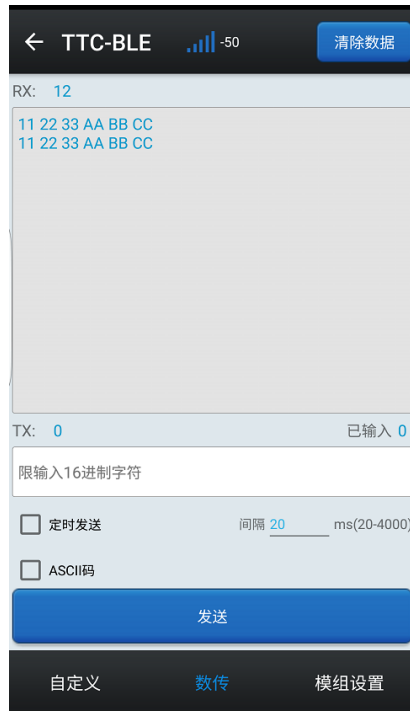 TTC-BLE -50 清除数据
RX: 12
11 22 33 AA BB CC
11 22 33 AA BB CC
TX: 0 已输入 0
限输入16进制字符
定时发送 间隔 20 ms(20-4000)
ASCII码
发送
自定义 数传 模组设置